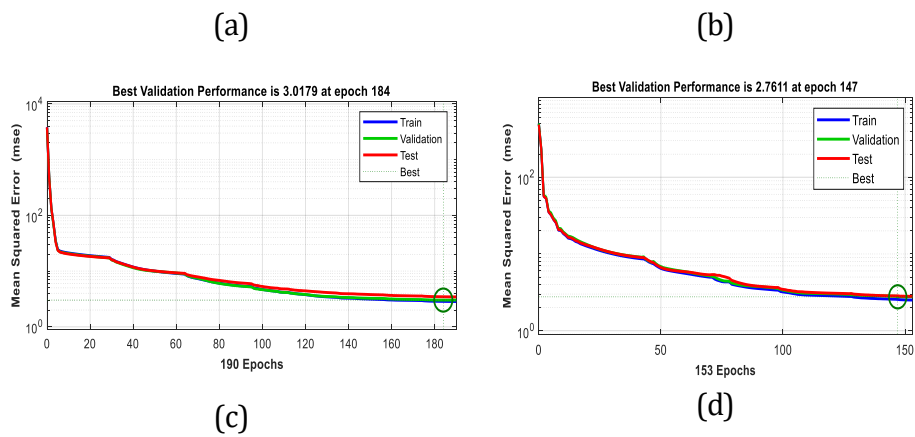 (a) (b)
Best Validation Performance is 3.0179 at epoch 184
Mean Squared Error (mse)
10^4
10^2
10^0
Train
Validation
Test
Best
0 20 40 60 80 100 120 140 160 180
190 Epochs
Best Validation Performance is 2.7611 at epoch 147
Mean Squared Error (mse)
10^2
10^0
Train
Validation
Test
Best
0 50 100 150
153 Epochs
(c) (d)